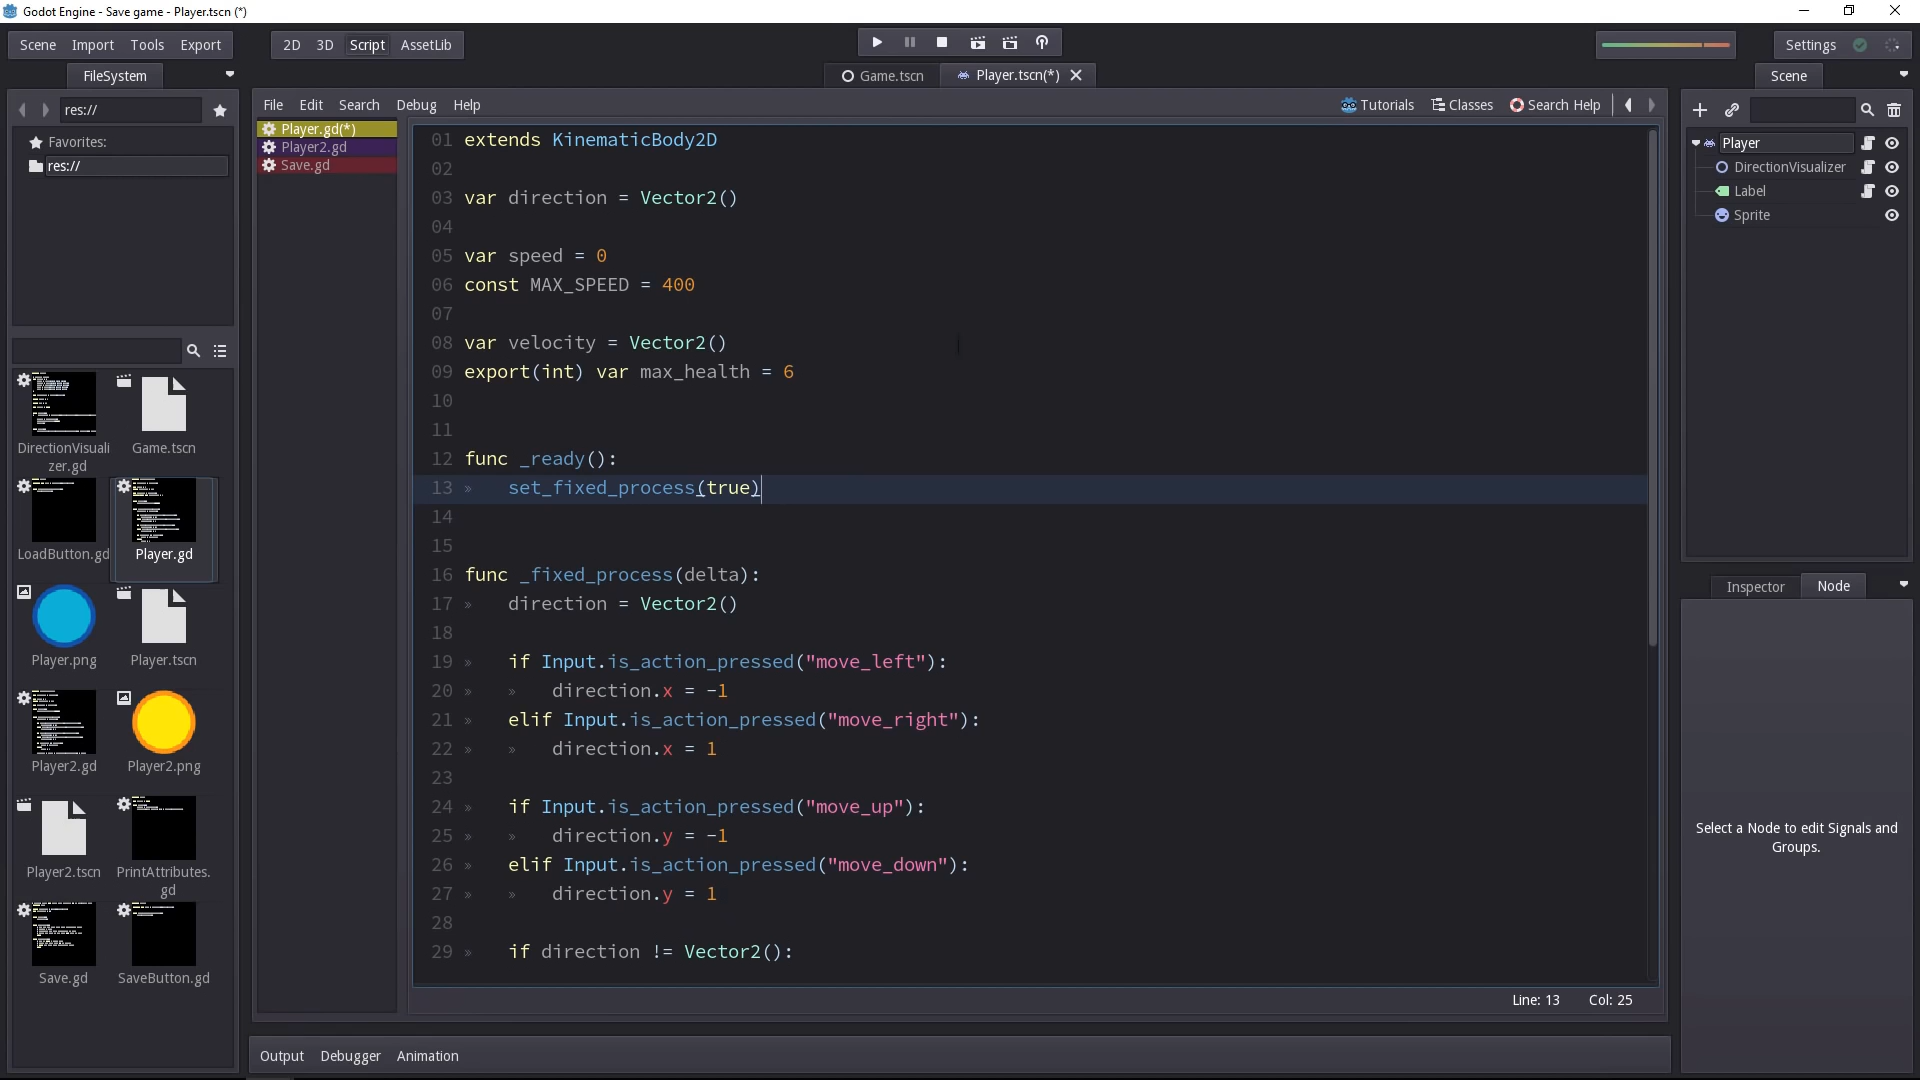 Godot Engine - Save game - Player.tscn (*)
Scene Import Tools Export
2D 3D Script AssetLib
Settings
FileSystem
Game.tscn
Player.tscn(*)
Scene
res://
File Edit Search Debug Help
Tutorials Classes Search Help
Favorites:
res://
Player.gd(*)
Player2.gd
Save.gd
01 extends KinematicBody2D
02
03 var direction = Vector2()
04
05 var speed = 0
06 const MAX_SPEED = 400
07
08 var velocity = Vector2()
09 export(int) var max_health = 6
10
11
12 func _ready():
13 » set_fixed_process(true)
14
15
16 func _fixed_process(delta):
17 » direction = Vector2()
18
19 » if Input.is_action_pressed("move_left"):
20 » » direction.x = -1
21 » elif Input.is_action_pressed("move_right"):
22 » » direction.x = 1
23
24 » if Input.is_action_pressed("move_up"):
25 » » direction.y = -1
26 » elif Input.is_action_pressed("move_down"):
27 » » direction.y = 1
28
29 » if direction != Vector2():
Line: 13 Col: 25
Player
DirectionVisualizer
Label
Sprite
Inspector Node
Select a Node to edit Signals and
Groups.
DirectionVisuali
zer.gd
Game.tscn
LoadButton.gd
Player.gd
Player.png
Player.tscn
Player2.gd
Player2.png
Player2.tscn
PrintAttributes.
gd
Save.gd
SaveButton.gd
Output Debugger Animation